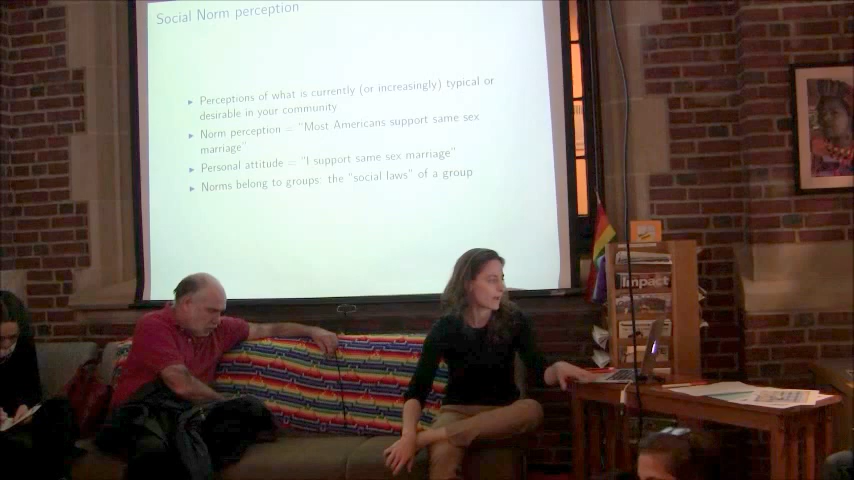 Social Norm perception
Perceptions of what is currently (or increasingly) typical or
desirable in your community
Norm perception = "Most Americans support same sex
marriage"
Personal attitude = "I support same sex marriage"
Norms belong to groups: the "social laws" of a group
Impact